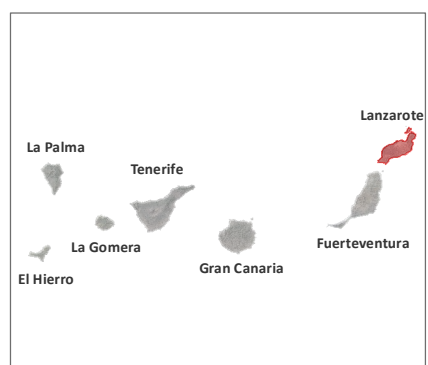 Lanzarote
La Palma
Tenerife
La Gomera
Fuerteventura
Gran Canaria
El Hierro